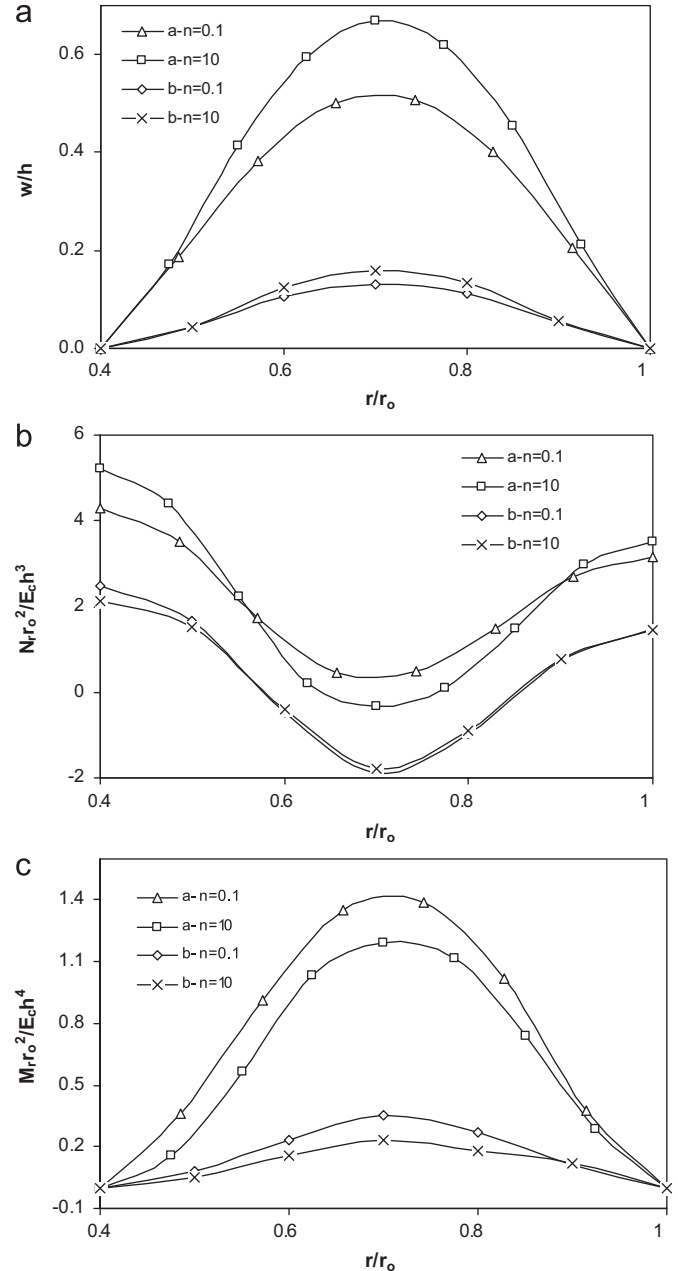 a
0.6
0.4
0.2
0.0
w/h
a-n=0.1
a-n=10
b-n=0.1
b-n=10
0.4 0.6 0.8 1
r/rₒ
b
6
4
2
0
-2
Nᵣrₒ²/E꜀h³
a-n=0.1
a-n=10
b-n=0.1
b-n=10
0.4 0.6 0.8 1
r/rₒ
c
1.4
1.1
0.8
0.5
0.2
-0.1
Mᵣrₒ²/E꜀h⁴
a-n=0.1
a-n=10
b-n=0.1
b-n=10
0.4 0.6 0.8 1
r/rₒ